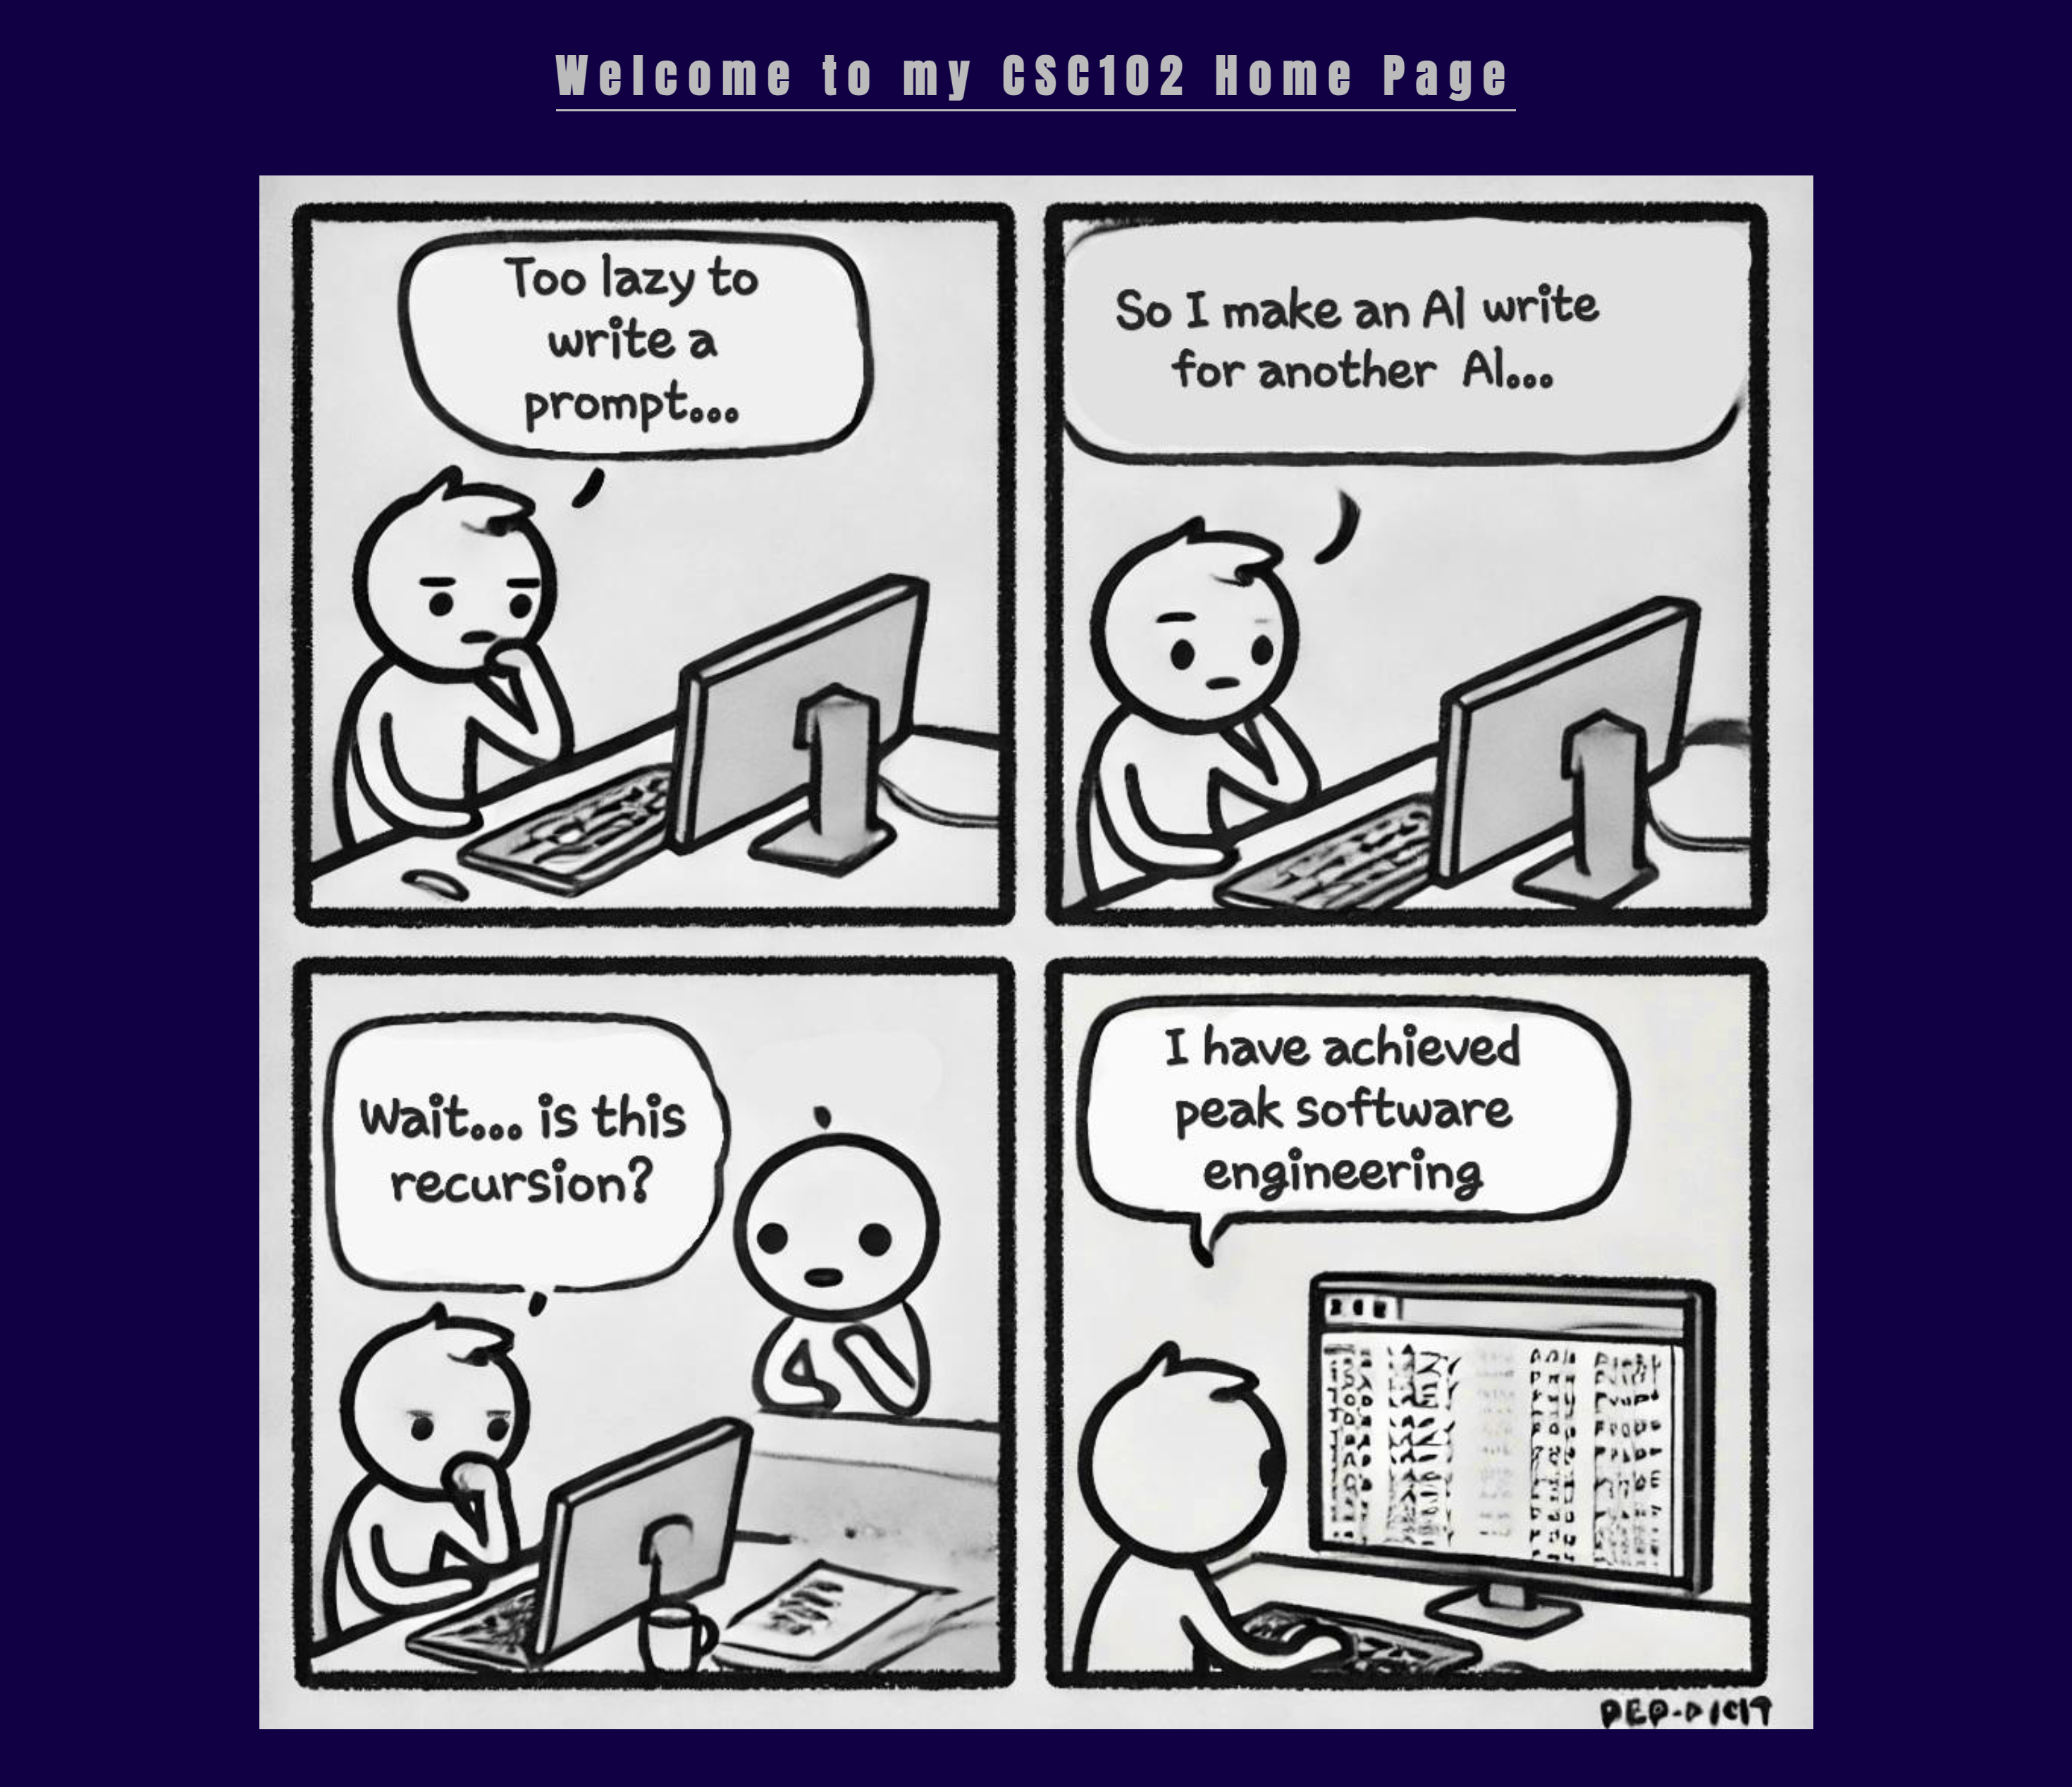 Welcome to my CSC102 Home Page
Too lazy to
write a
prompt...
So I make an AI write
for another AI...
Wait... is this
recursion?
I have achieved
peak software
engineering